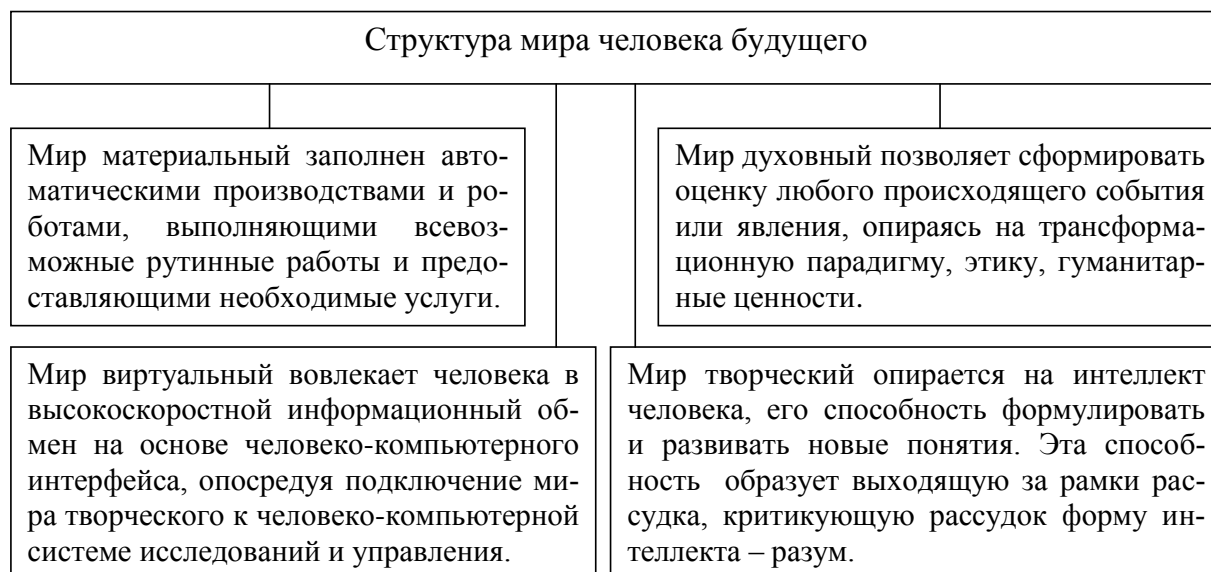 Структура мира человека будущего
Мир материальный заполнен авто-
матическими производствами и ро-
ботами, выполняющими всевоз-
можные рутинные работы и предо-
ставляющими необходимые услуги.
Мир духовный позволяет сформировать
оценку любого происходящего события
или явления, опираясь на трансформа-
ционную парадигму, этику, гуманитар-
ные ценности.
Мир виртуальный вовлекает человека в
высокоскоростной информационный об-
мен на основе человеко-компьютерного
интерфейса, опосредуя подключение ми-
ра творческого к человеко-компьютерной
системе исследований и управления.
Мир творческий опирается на интеллект
человека, его способность формулировать
и развивать новые понятия. Эта способ-
ность образует выходящую за рамки рас-
судка, критикующую рассудок форму ин-
теллекта – разум.